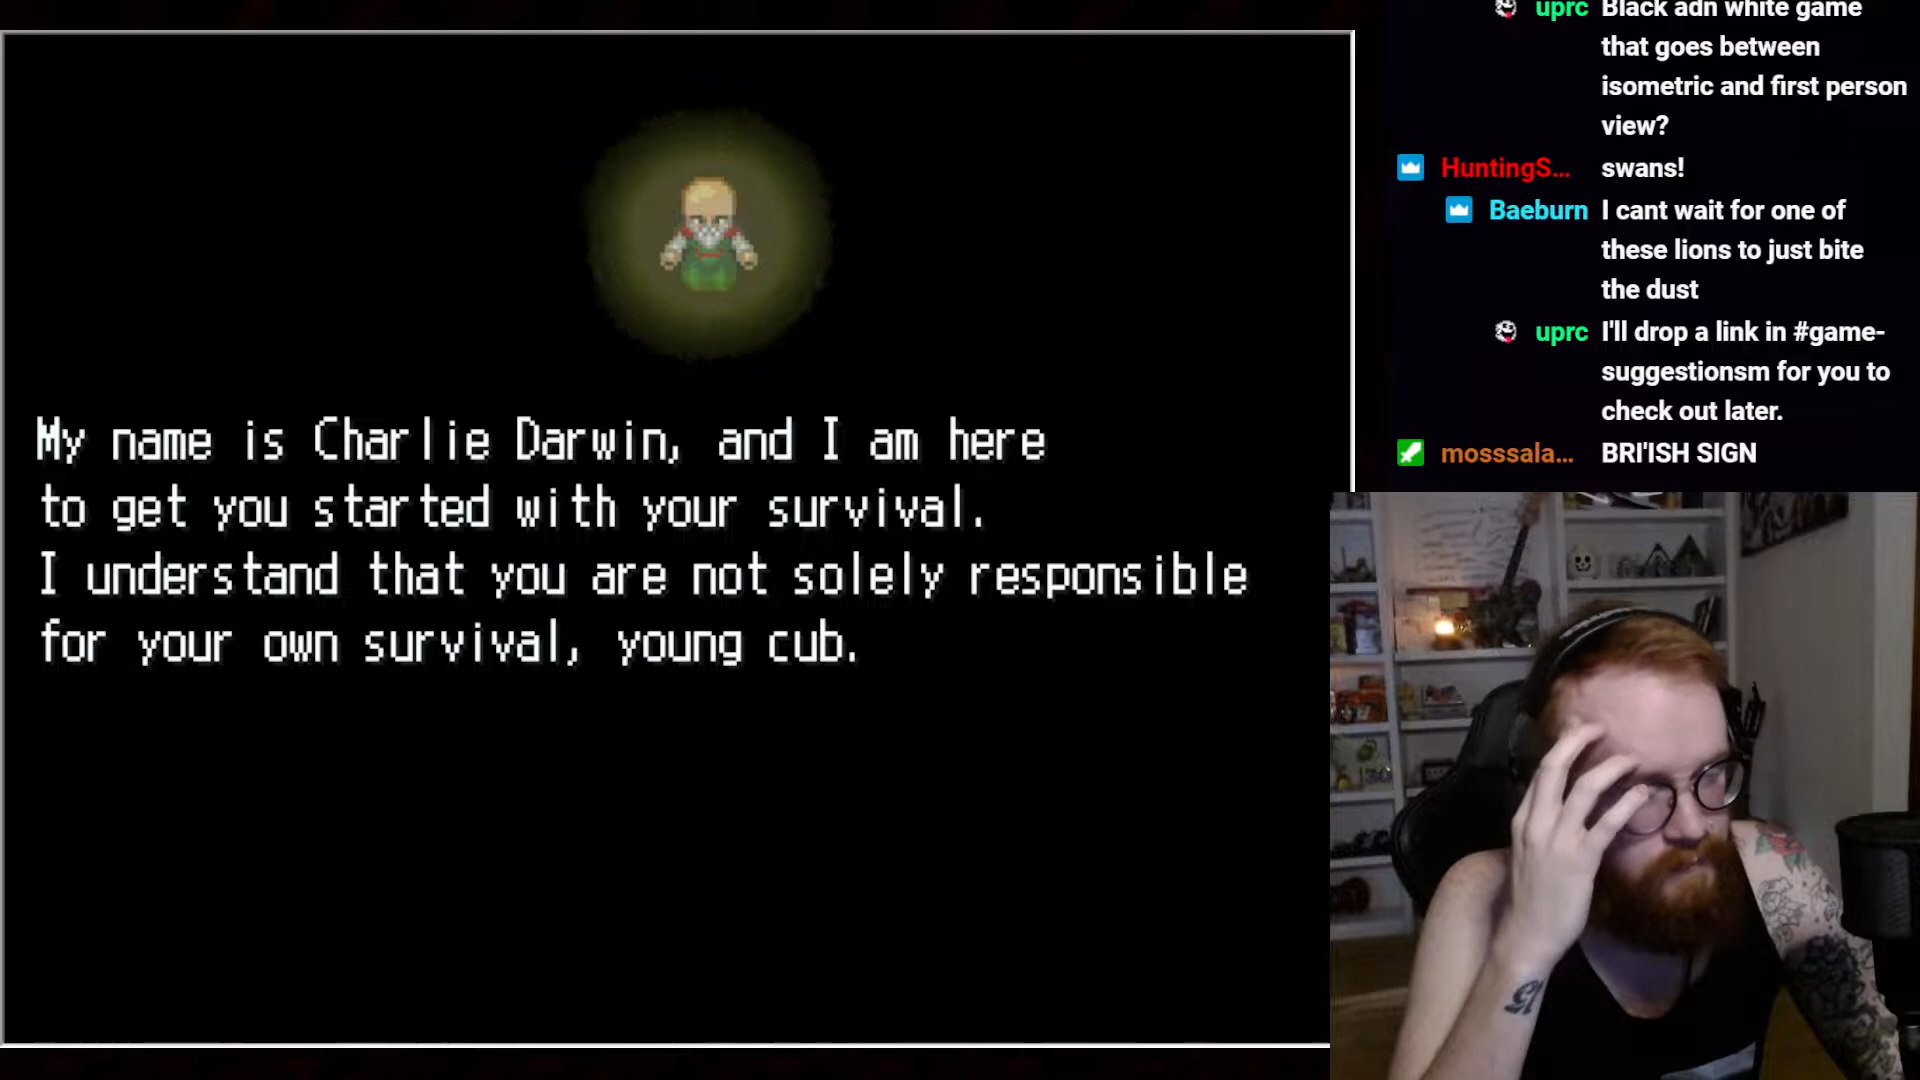 My name is Charlie Darwin, and I am here
to get you started with your survival.
I understand that you are not solely responsible
for your own survival, young cub.
uprc Black adn white game
that goes between
isometric and first person
view?
HuntingS... swans!
Baeburn I cant wait for one of
these lions to just bite
the dust
uprc I'll drop a link in #game-
suggestionsm for you to
check out later.
mosssala... BRI'ISH SIGN